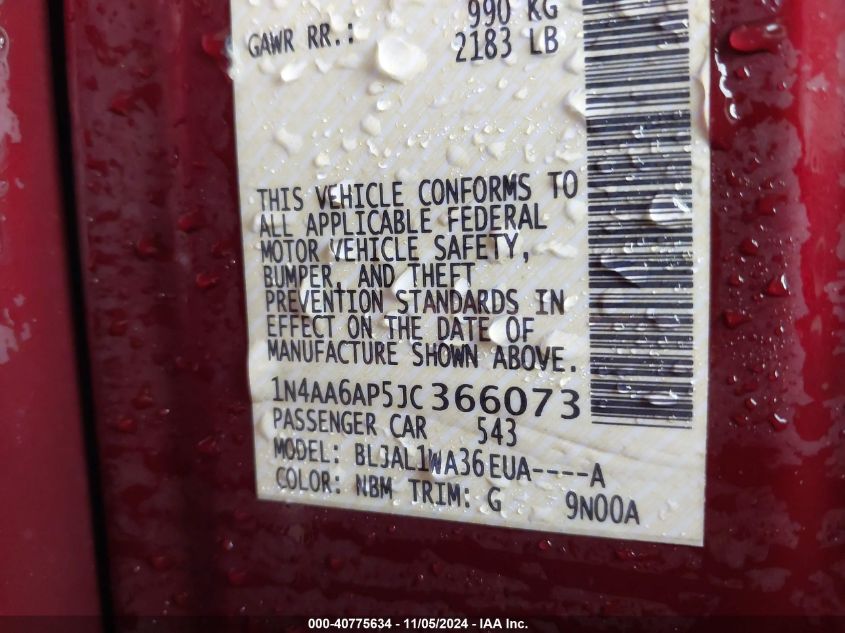 990 KG
GAWR RR.: 2183 LB
THIS VEHICLE CONFORMS TO
ALL APPLICABLE FEDERAL
MOTOR VEHICLE SAFETY,
BUMPER, AND THEFT
PREVENTION STANDARDS IN
EFFECT ON THE DATE OF
MANUFACTURE SHOWN ABOVE.
1N4AA6AP5JC366073
PASSENGER CAR 543
MODEL: BLJAL1WA36EUA----A
COLOR: NBM TRIM: G 9N00A
000-40775634 - 11/05/2024 - IAA Inc.